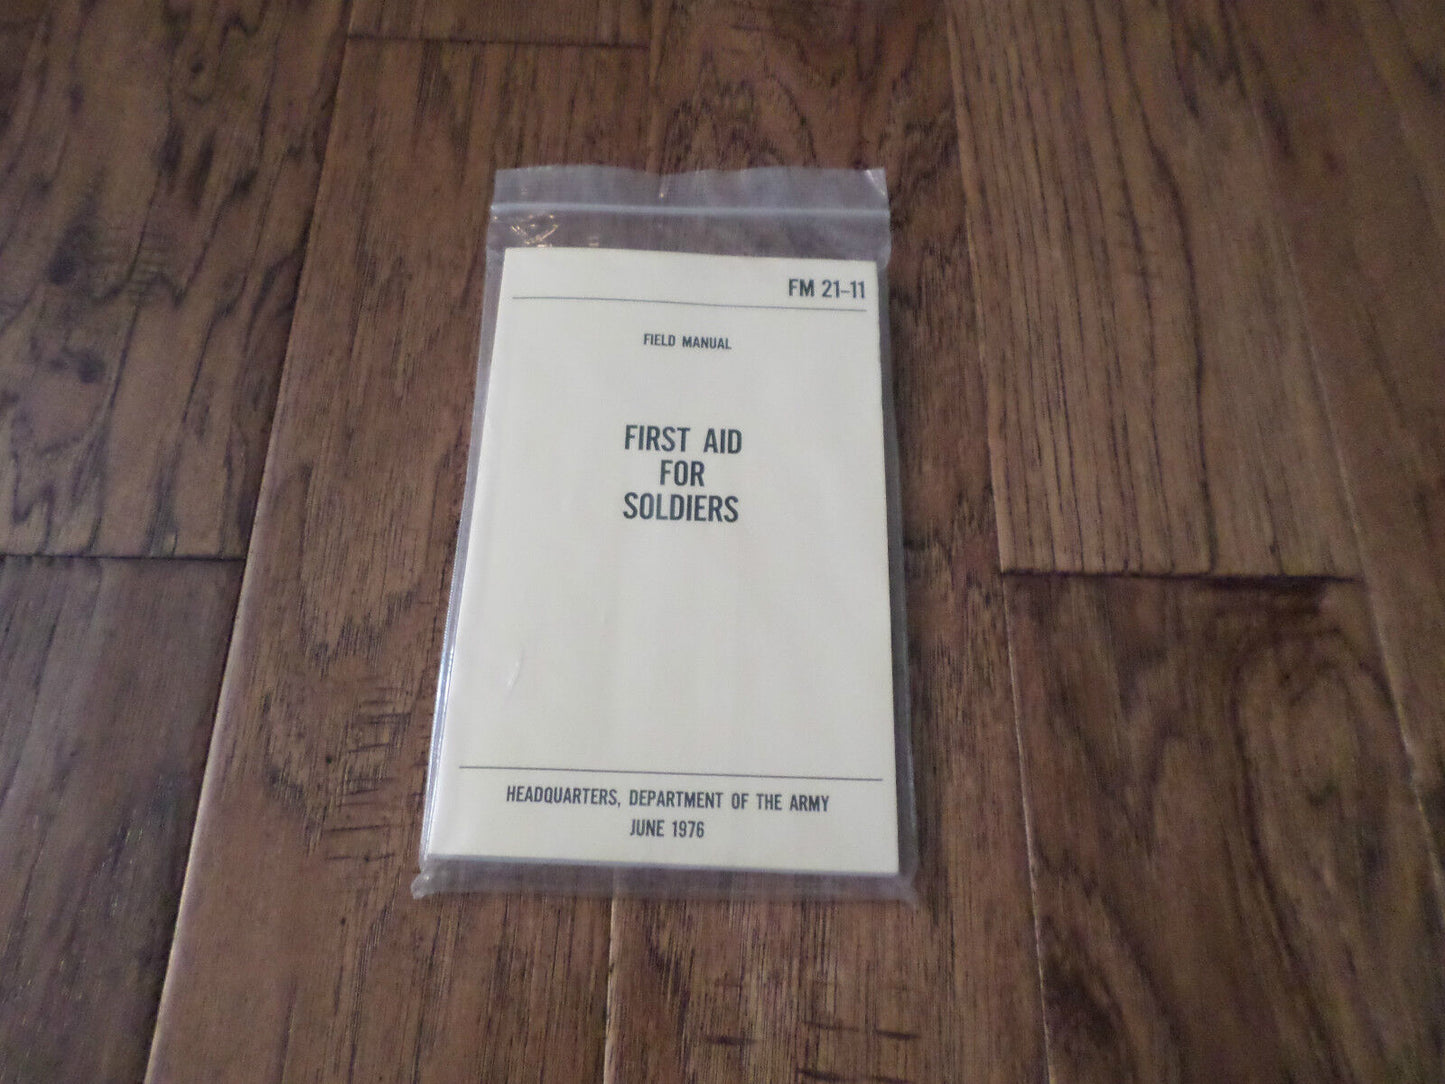 FM 21-11
FIELD MANUAL
FIRST AID
FOR
SOLDIERS
HEADQUARTERS, DEPARTMENT OF THE ARMY
JUNE 1976